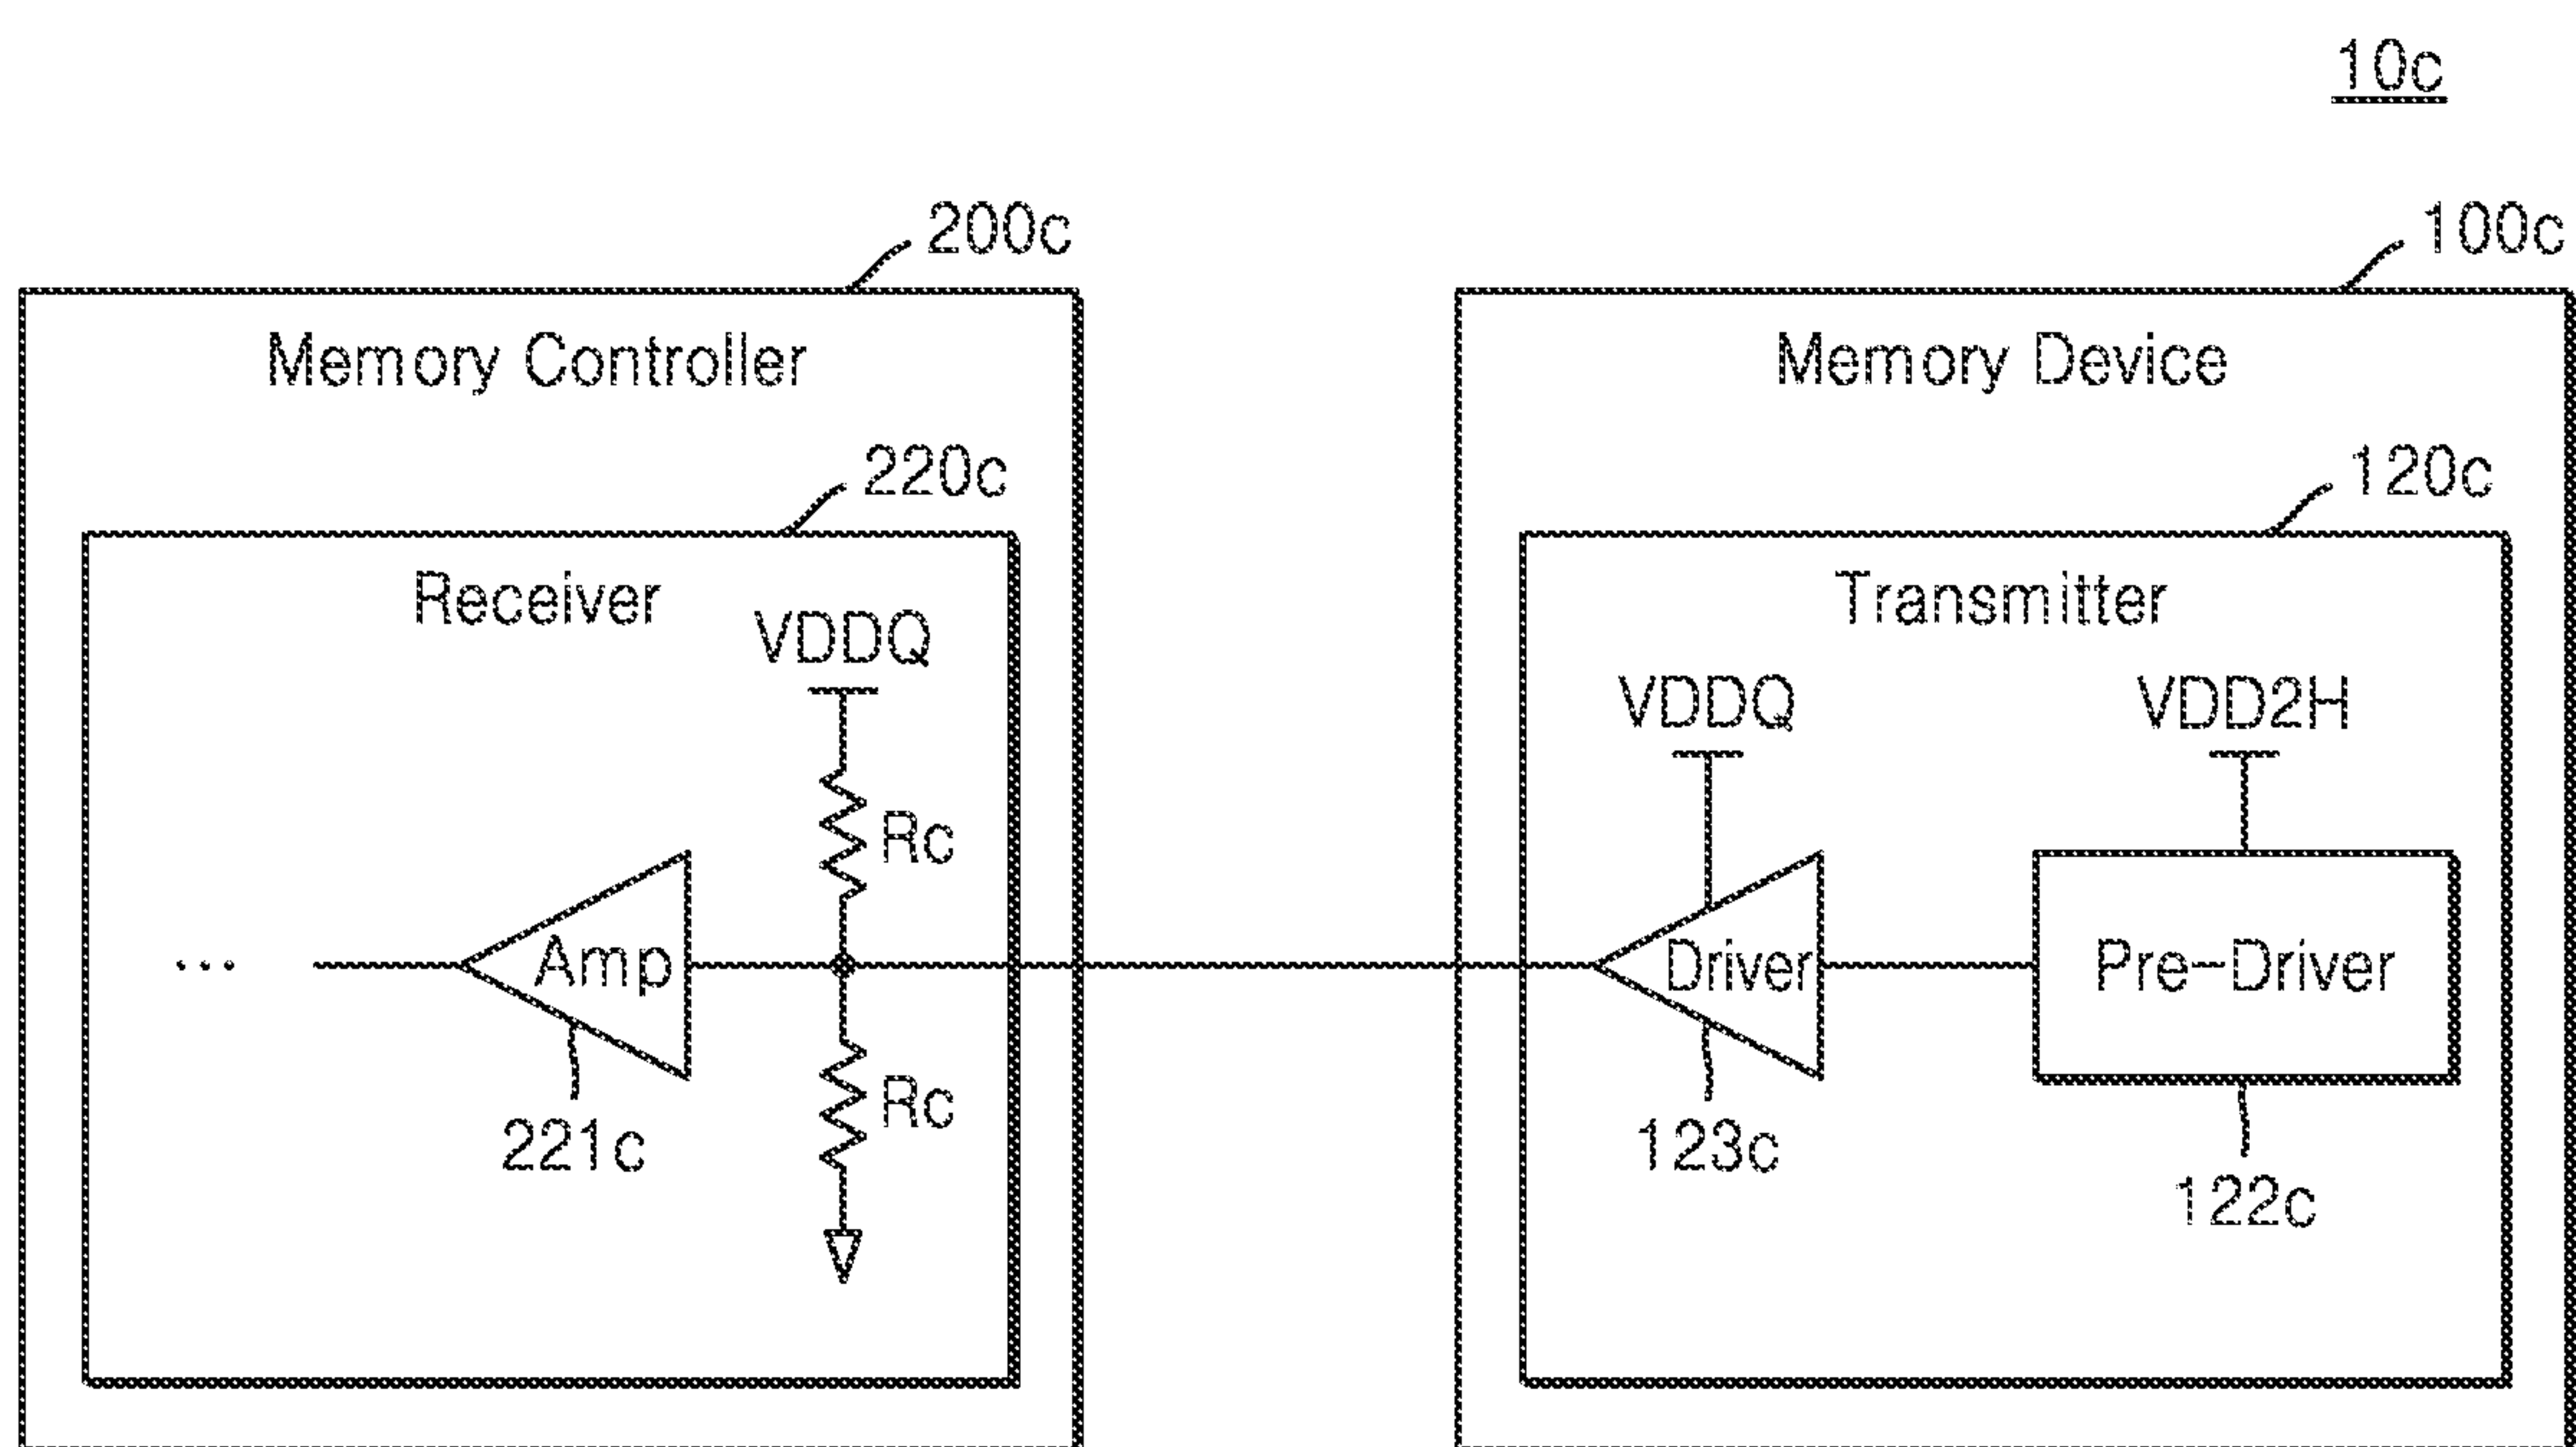 10c
200c
100c
Memory Controller
Memory Device
220c
120c
Receiver
Transmitter
VDDQ
VDDQ
VDD2H
Rc
...
Amp
Driver
Pre-Driver
Rc
221c
123c
122c